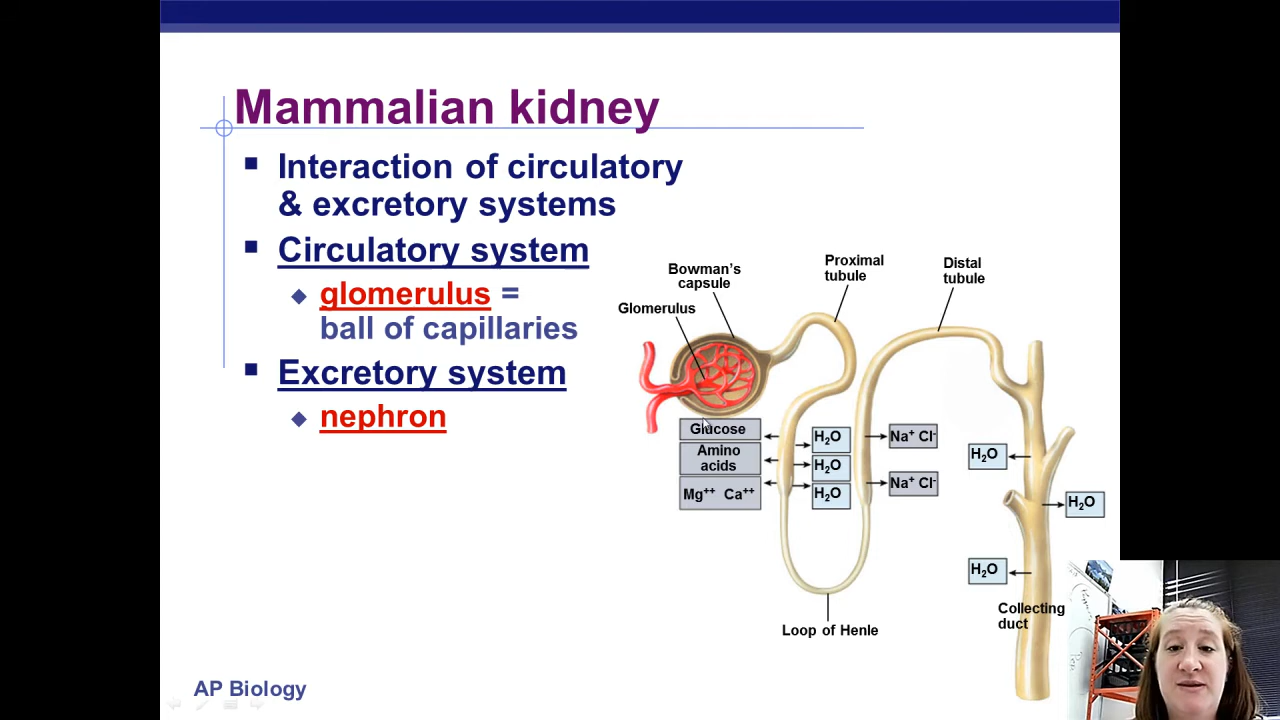 Mammalian kidney
Interaction of circulatory
& excretory systems
Circulatory system
glomerulus =
ball of capillaries
Excretory system
nephron
Bowman's
capsule
Glomerulus
Proximal
tubule
Distal
tubule
Glucose
Amino
acids
Mg++ Ca++
H2O
H2O
H2O
Na+ Cl-
Na+ Cl-
H2O
H2O
H2O
Collecting
duct
Loop of Henle
AP Biology